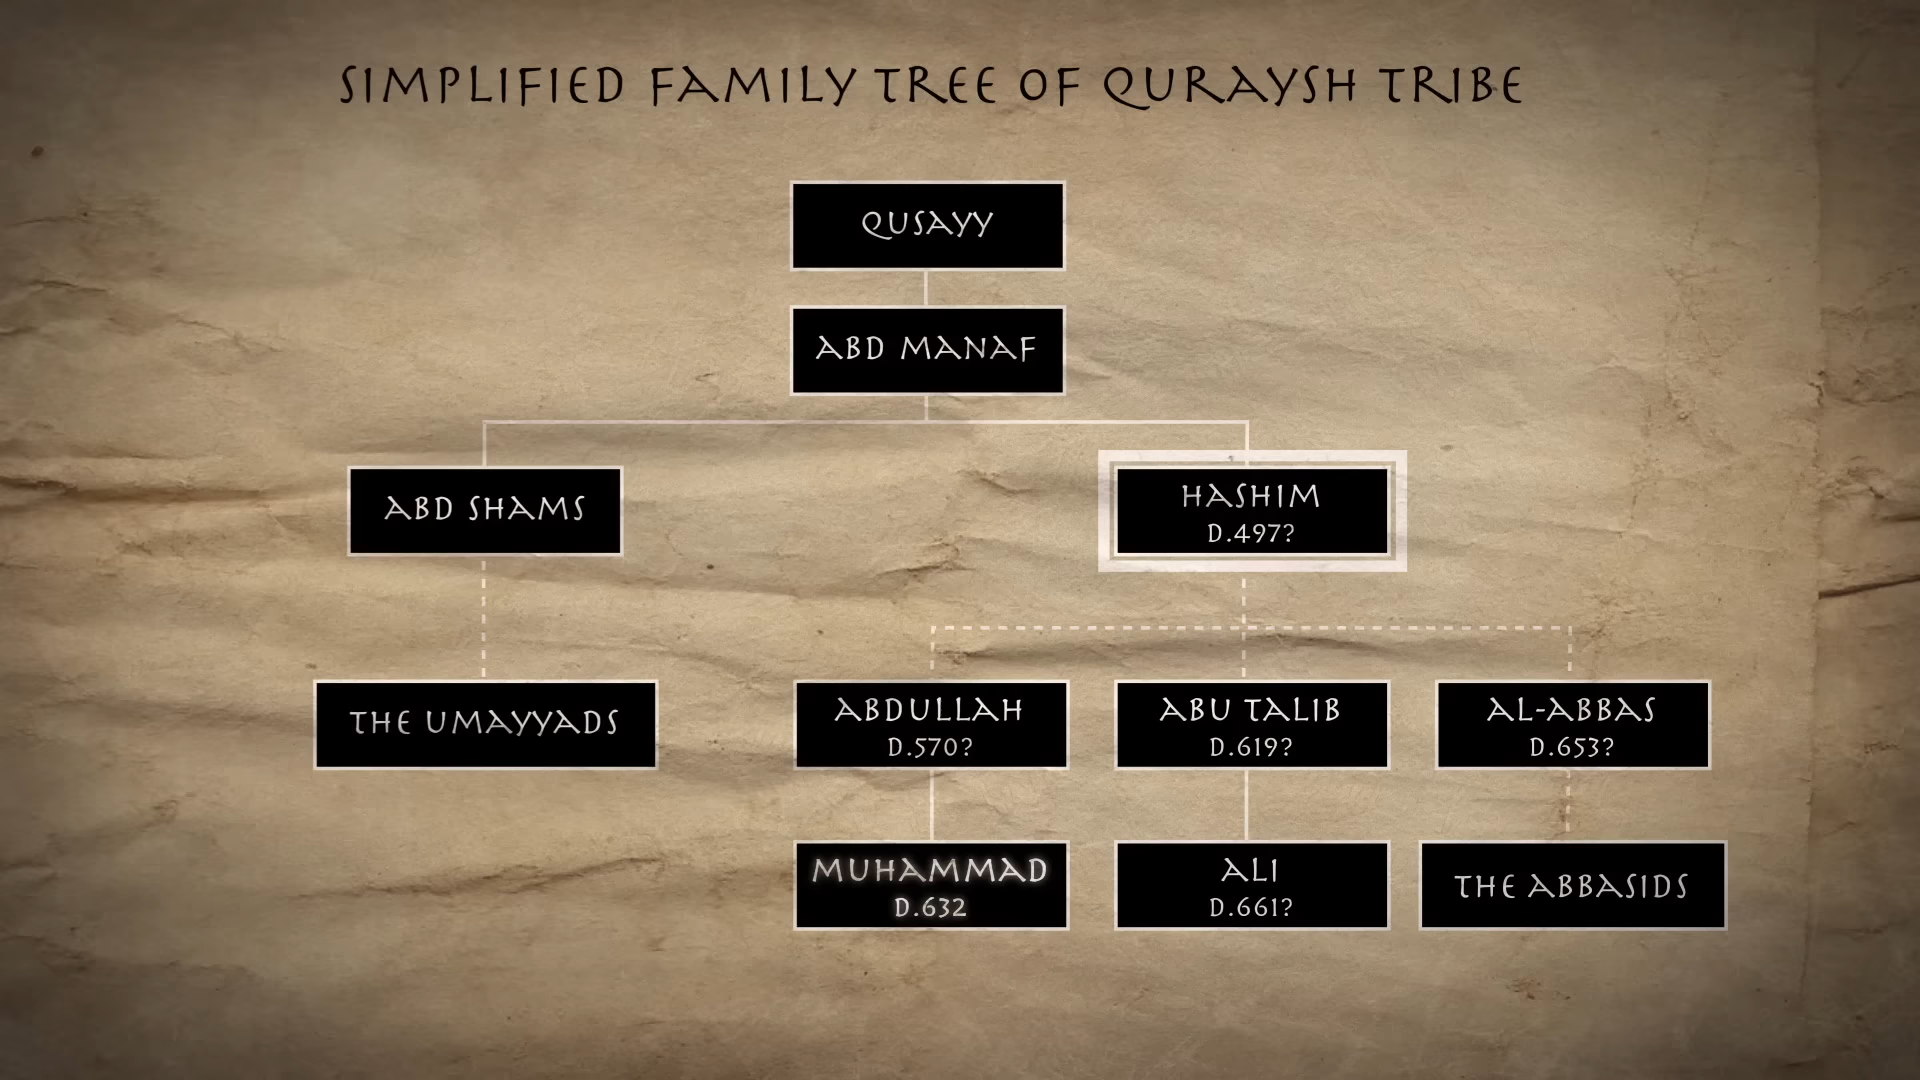 SIMPLIFIED FAMILY TREE OF QURAYSH TRIBE
QUSAYY
ABD MANAF
ABD SHAMS
HASHIM
D.497?
THE UMAYYADS
ABDULLAH
D.570?
ABU TALIB
D.619?
AL-ABBAS
D.653?
MUHAMMAD
D.632
ALI
D.661?
THE ABBASIDS